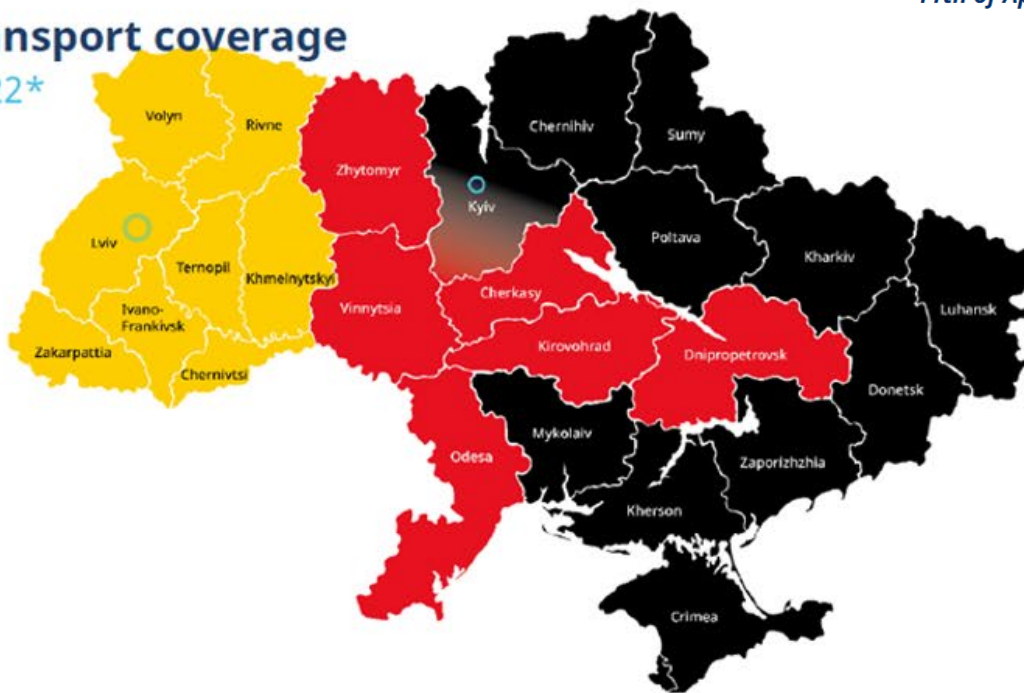 nsport coverage
22*
Volyn
Rivne
Zhytomyr
Chernihiv
Sumy
Kyiv
Lviv
Ternopil
Khmelnytskyi
Poltava
Kharkiv
Ivano-
Frankivsk
Vinnytsia
Cherkasy
Luhansk
Zakarpattia
Chernivtsi
Kirovohrad
Dnipropetrovsk
Donetsk
Mykolaiv
Odesa
Zaporizhzhia
Kherson
Crimea